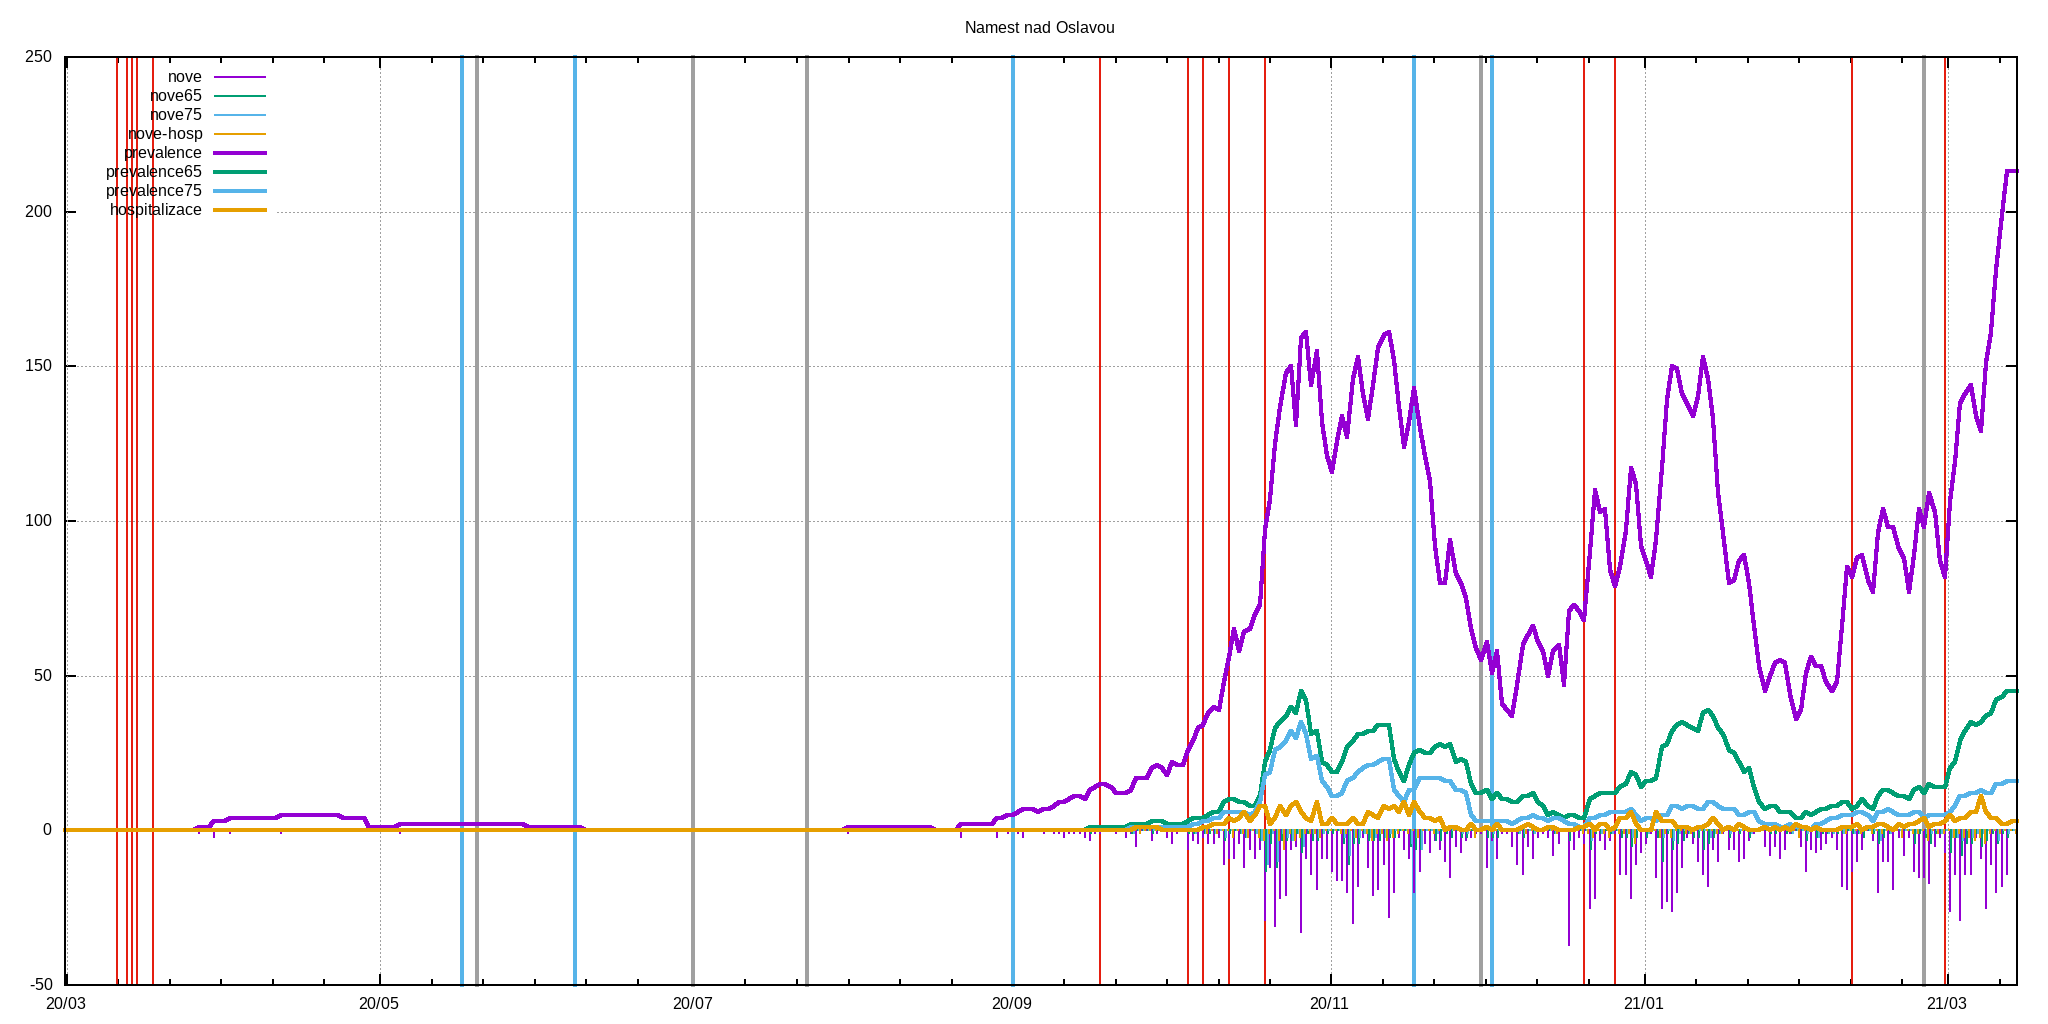 Namest nad Oslavou
250
200
150
100
50
0
-50
nove
nove65
nove75
nove-hosp
prevalence
prevalence65
prevalence75
hospitalizace
20/03 20/05 20/07 20/09 20/11 21/01 21/03